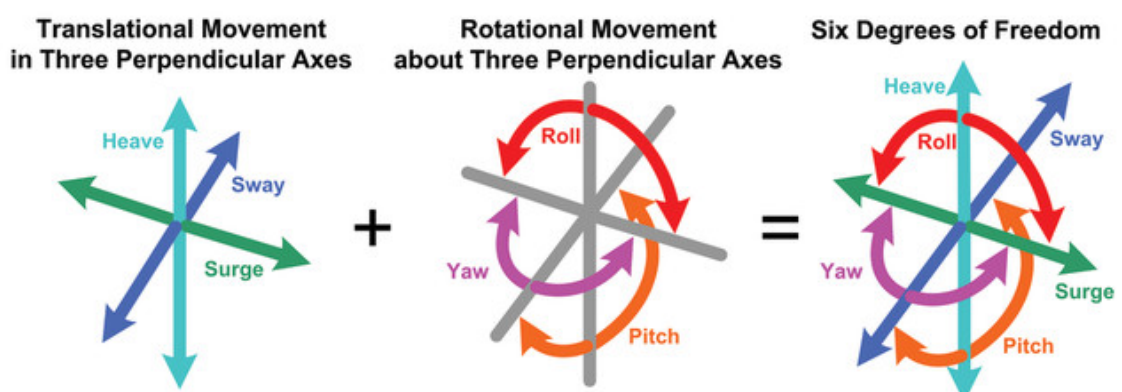 Translational Movement
in Three Perpendicular Axes
Heave
Sway
Surge
+
Rotational Movement
about Three Perpendicular Axes
Roll
Yaw
Pitch
=
Six Degrees of Freedom
Heave
Roll
Sway
Yaw
Surge
Pitch